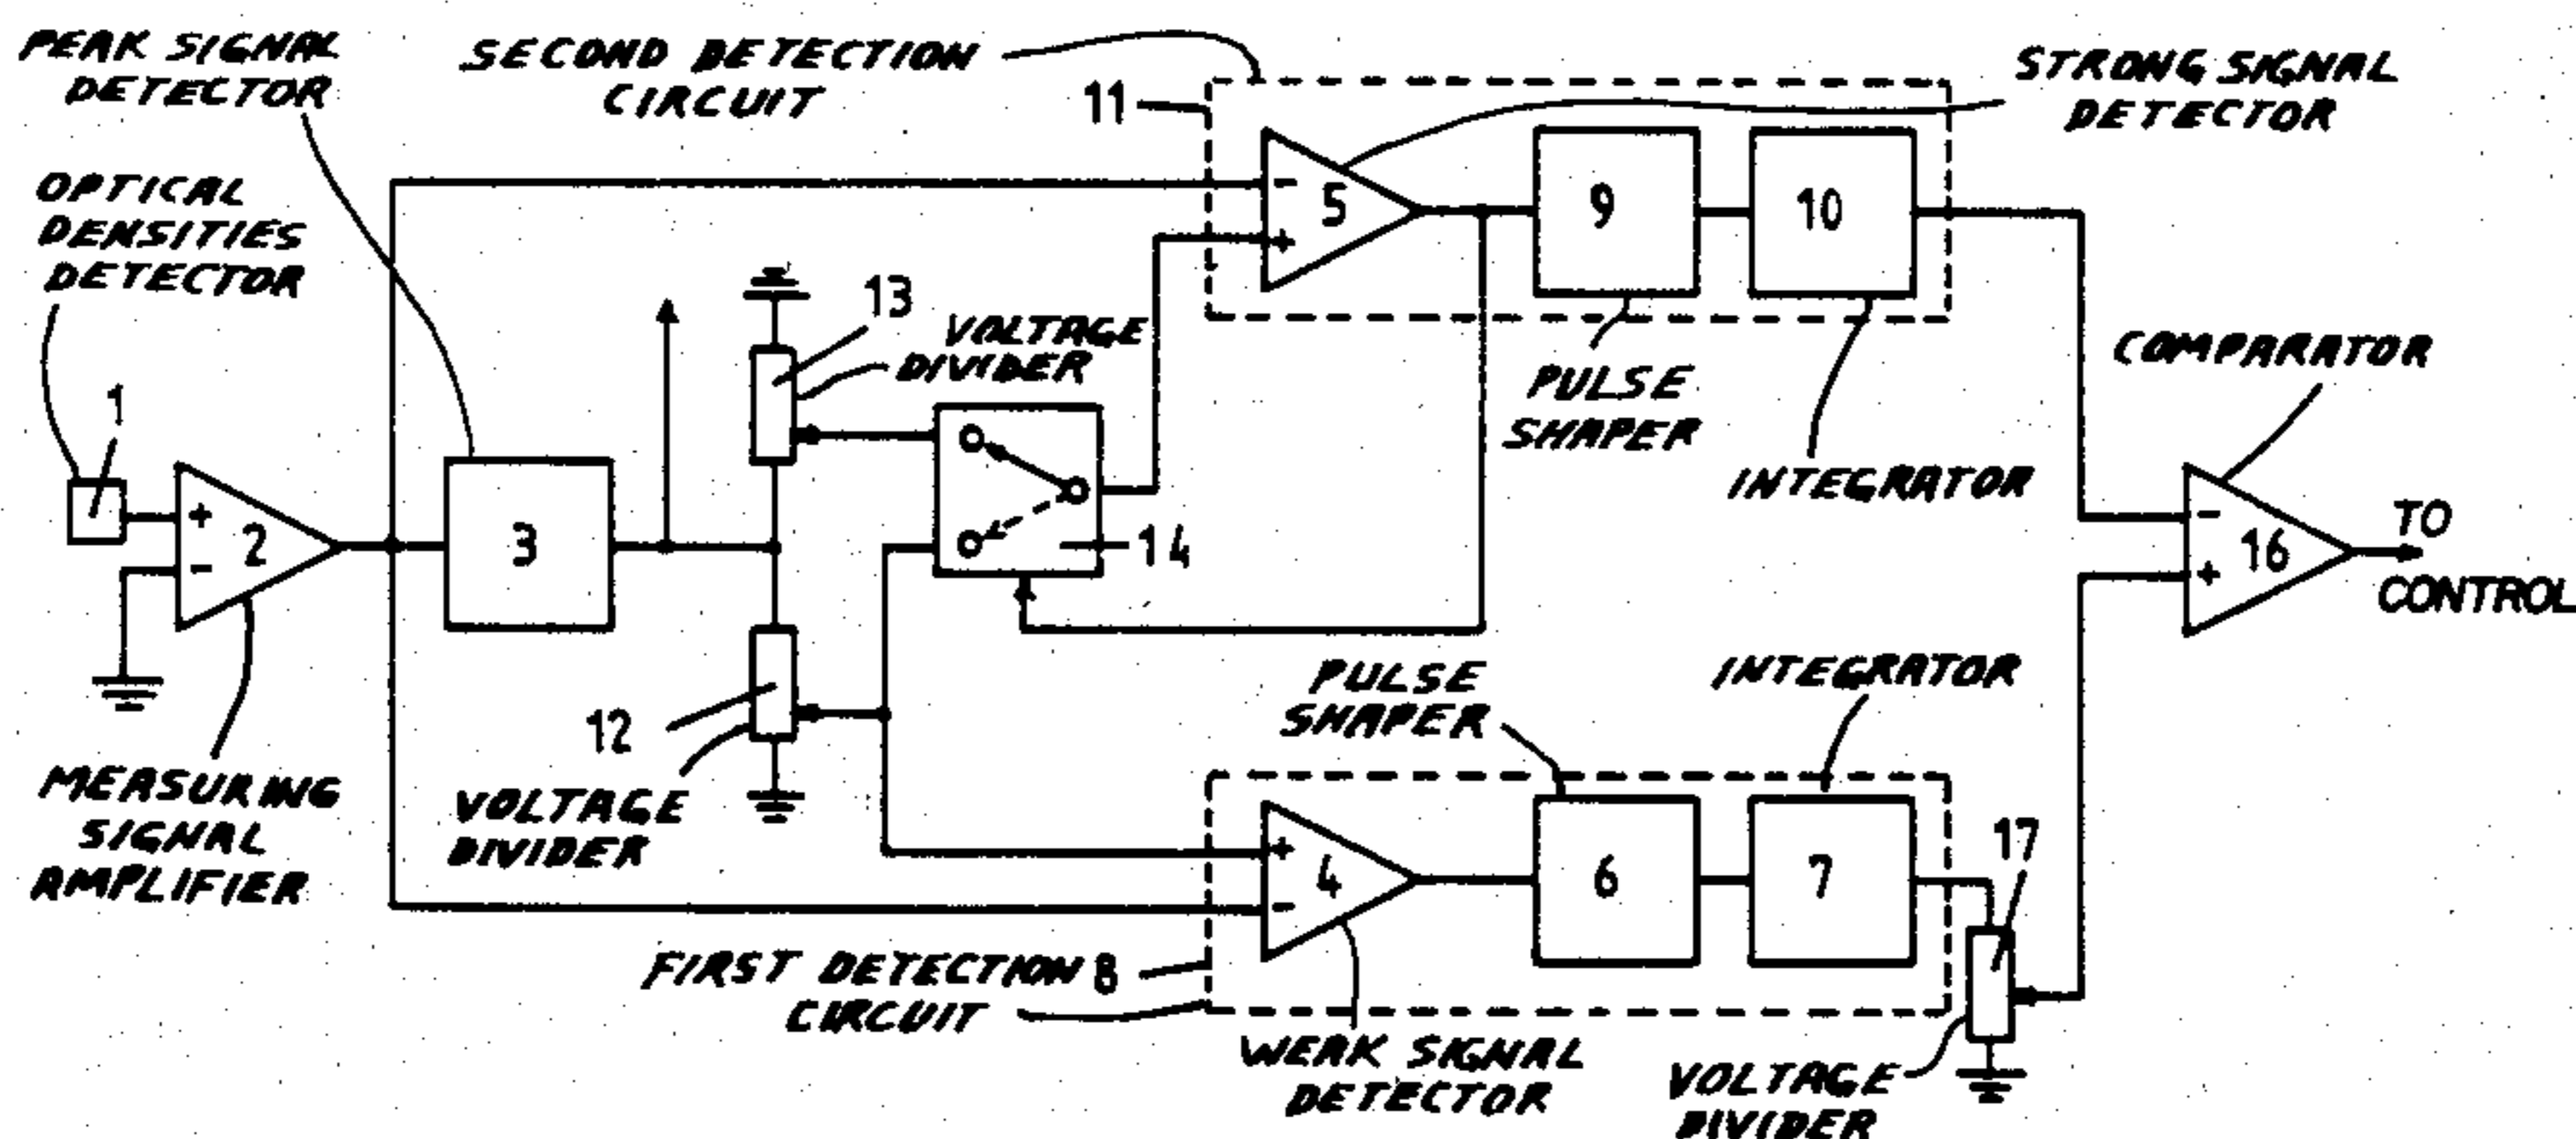 PEAK SIGNAL
DETECTOR
SECOND DETECTION
CIRCUIT
11
STRONG SIGNAL
DETECTOR
OPTICAL
DENSITIES
DETECTOR
- 5
+
9
10
13
VOLTAGE
DIVIDER
PULSE
SHAPER
INTEGRATOR
COMPARATOR
1
+
- 2
3
14
-
16
+
TO
CONTROL
MEASURING
SIGNAL
AMPLIFIER
12
VOLTAGE
DIVIDER
PULSE
SHAPER
INTEGRATOR
+
4
-
6
7
17
FIRST DETECTION 8
CIRCUIT
WEAK SIGNAL
DETECTOR
VOLTAGE
DIVIDER